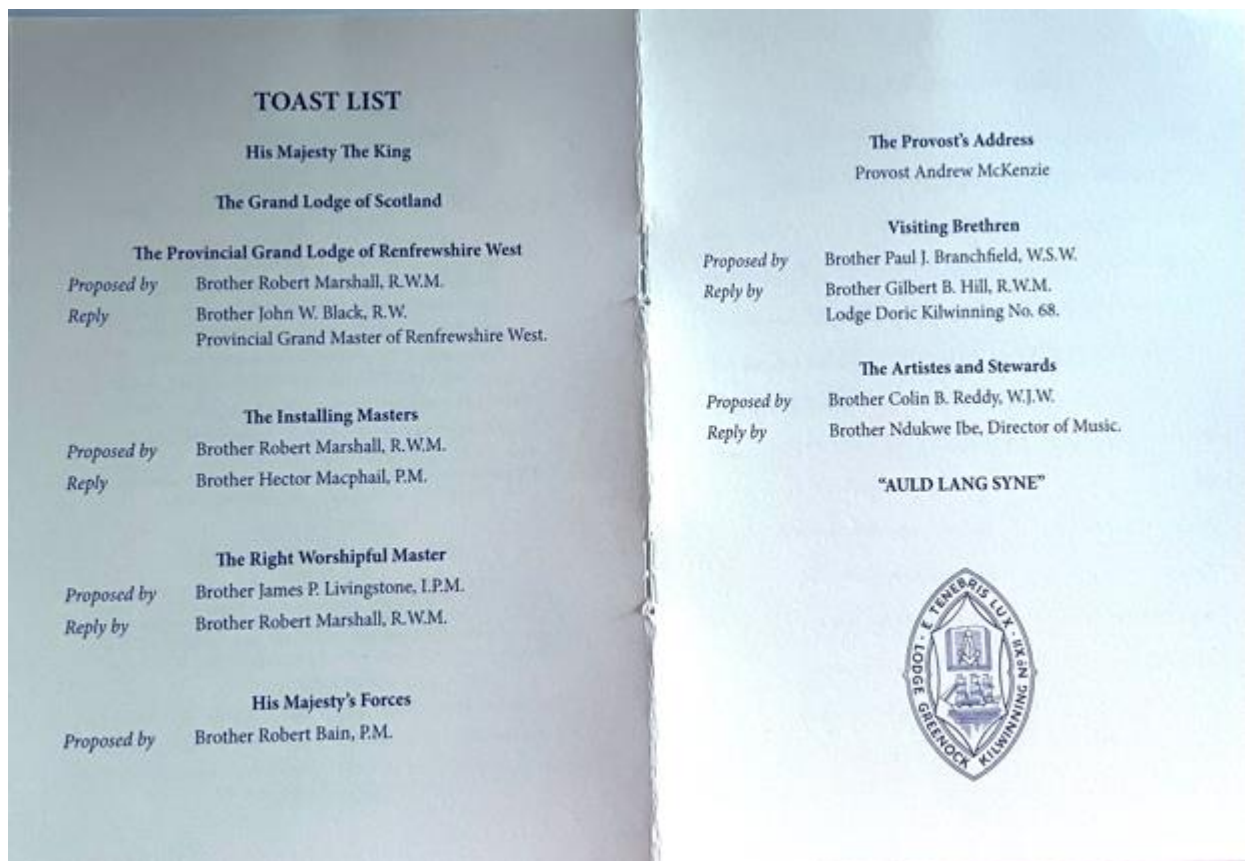 TOAST LIST
His Majesty The King
The Grand Lodge of Scotland
The Provincial Grand Lodge of Renfrewshire West
Proposed by Brother Robert Marshall, R.W.M.
Reply Brother John W. Black, R.W.
Provincial Grand Master of Renfrewshire West.
The Installing Masters
Proposed by Brother Robert Marshall, R.W.M.
Reply Brother Hector Macphail, P.M.
The Right Worshipful Master
Proposed by Brother James P. Livingstone, I.P.M.
Reply by Brother Robert Marshall, R.W.M.
His Majesty's Forces
Proposed by Brother Robert Bain, P.M.
The Provost's Address
Provost Andrew McKenzie
Visiting Brethren
Proposed by Brother Paul J. Branchfield, W.S.W.
Reply by Brother Gilbert B. Hill, R.W.M.
Lodge Doric Kilwinning No. 68.
The Artistes and Stewards
Proposed by Brother Colin B. Reddy, W.J.W.
Reply by Brother Ndukwe Ibe, Director of Music.
"AULD LANG SYNE"
E TENEBRIS LUX
LODGE GREENOCK KILWINNING No XII